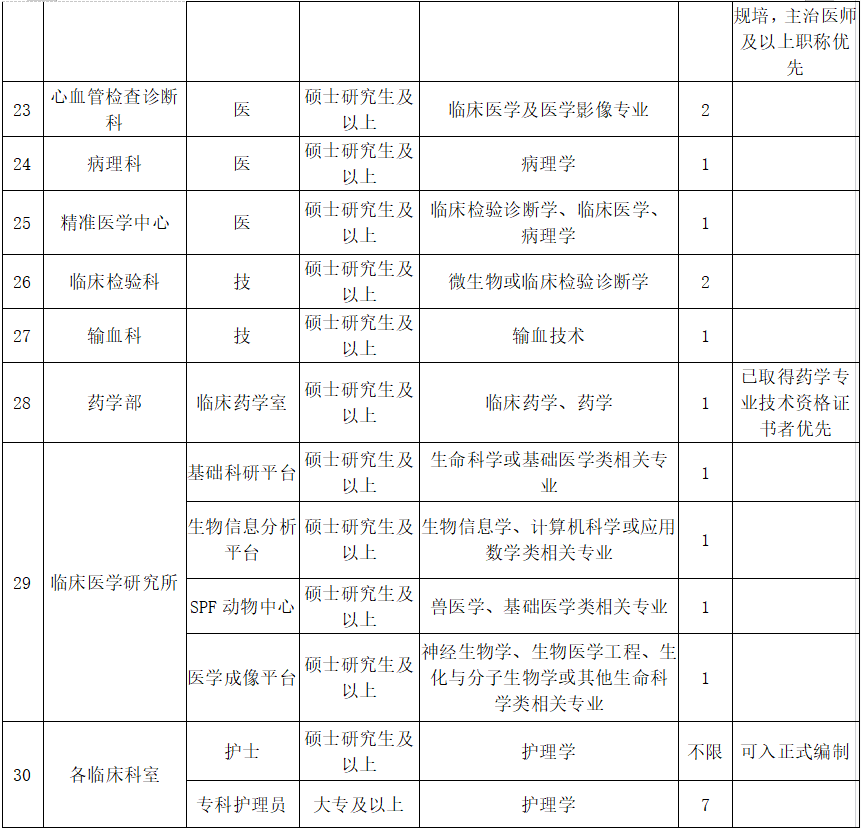 规培，主治医师
及以上职称优
先
23 心血管检查诊断
科 医 硕士研究生及
以上 临床医学及医学影像专业 2
24 病理科 医 硕士研究生及
以上 病理学 1
25 精准医学中心 医 硕士研究生及
以上 临床检验诊断学、临床医学、
病理学 1
26 临床检验科 技 硕士研究生及
以上 微生物或临床检验诊断学 2
27 输血科 技 硕士研究生及
以上 输血技术 1
28 药学部 临床药学室 硕士研究生及
以上 临床药学、药学 1 已取得药学专
业技术资格证
书者优先
29 临床医学研究所 基础科研平台 硕士研究生及
以上 生命科学或基础医学类相关专
业 1
生物信息分析
平台 硕士研究生及
以上 生物信息学、计算机科学或应用
数学类相关专业 1
SPF 动物中心 硕士研究生及
以上 兽医学、基础医学类相关专业 1
医学成像平台 硕士研究生及
以上 神经生物学、生物医学工程、生
化与分子生物学或其他生命科
学类相关专业 1
30 各临床科室 护士 硕士研究生及
以上 护理学 不限 可入正式编制
专科护理员 大专及以上 护理学 7